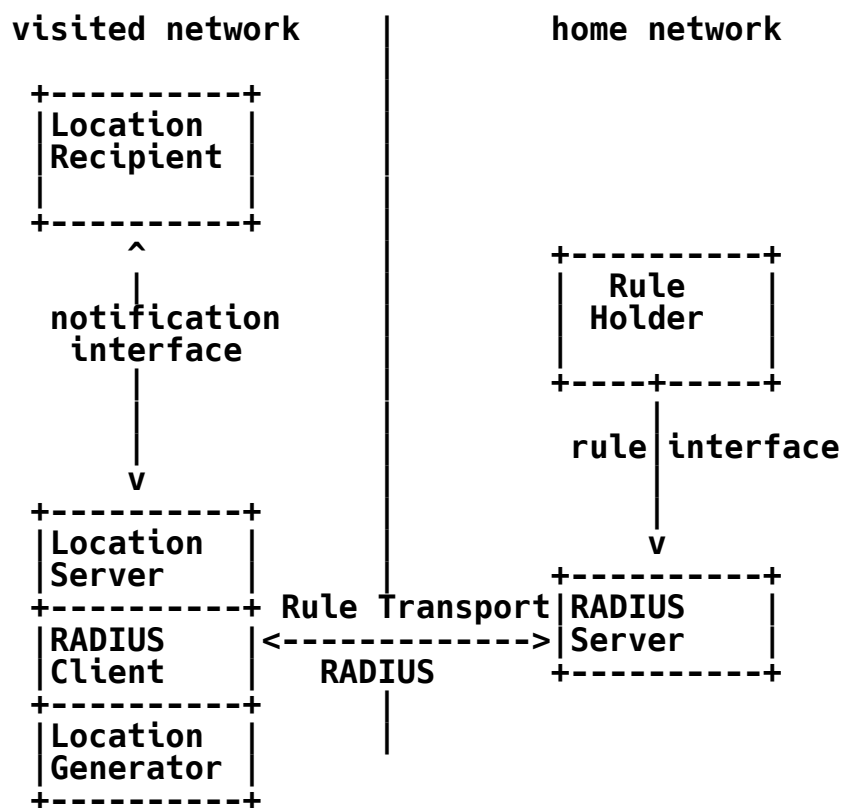 visited network | home network
|
+----------+ |
|Location | |
|Recipient | |
| | |
+----------+ |
^ | +----------+
| | | Rule |
notification | | Holder |
interface | | |
| | +----+-----+
| | |
| | rule|interface
v | |
+----------+ | |
|Location | | v
|Server | | +----------+
+----------+ Rule Transport|RADIUS |
|RADIUS |<------------->|Server |
|Client | RADIUS +----------+
+----------+ |
|Location | |
|Generator |
+----------+